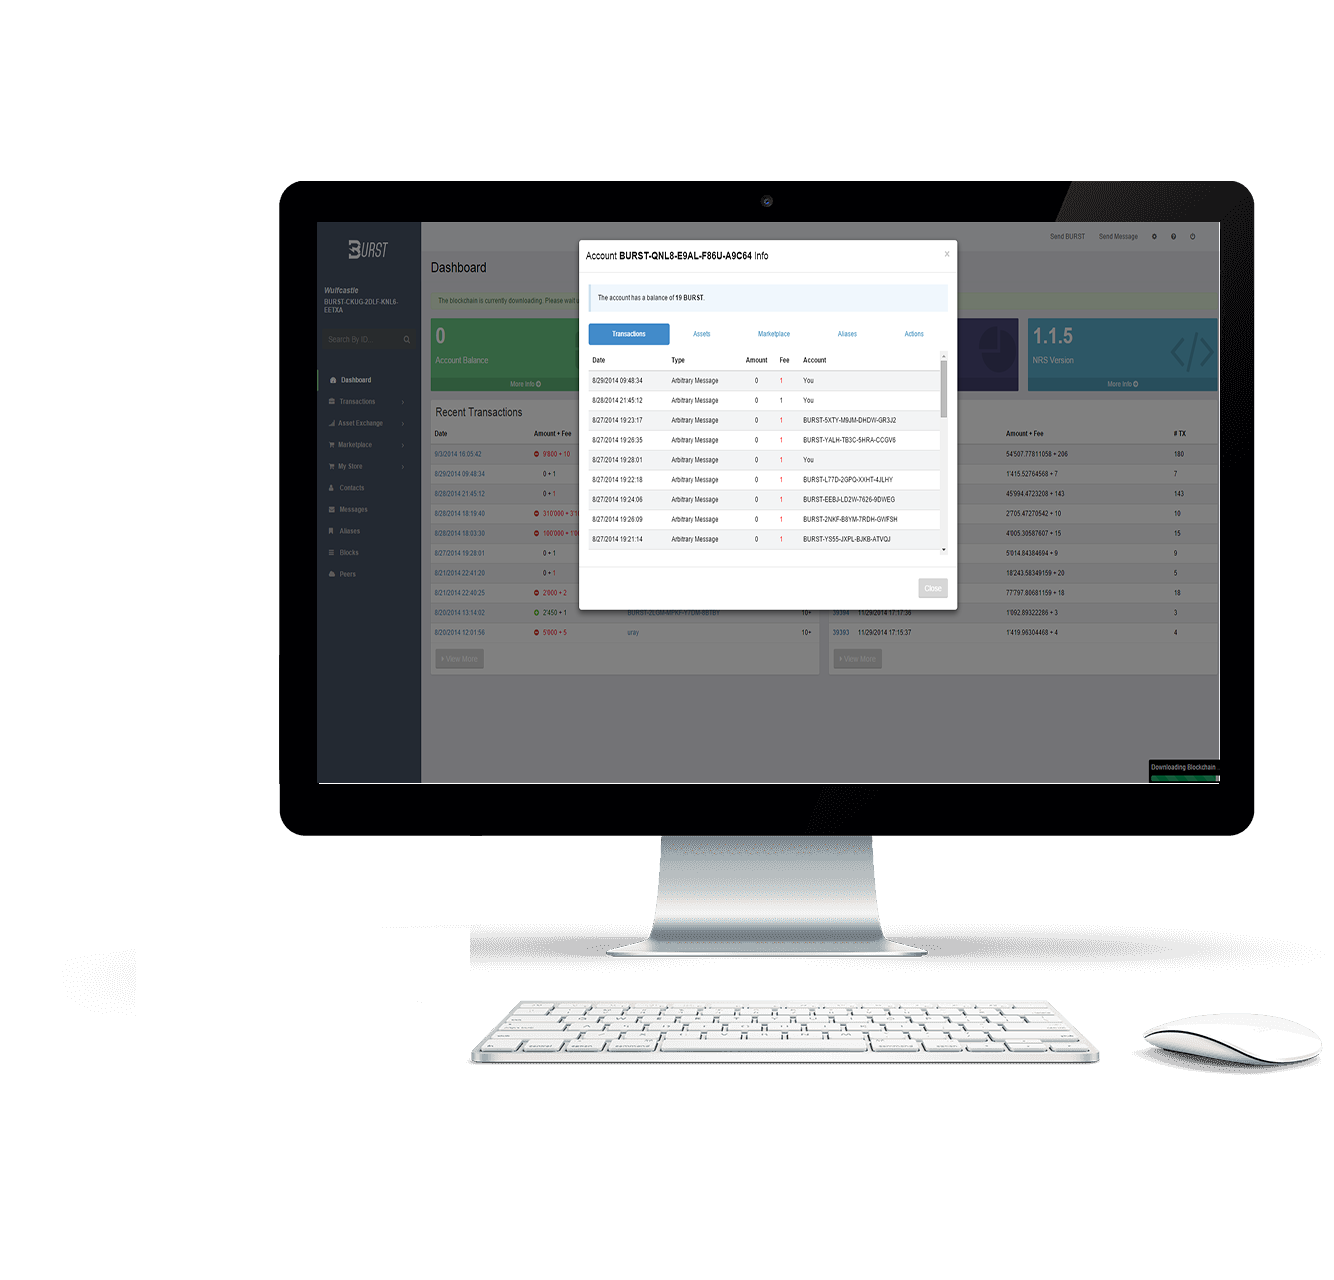 BURST
Send BURST Send Message
Wulfcastle
BURST-CKUG-2DLF-KNL6-
EETXA
Search By ID...
Dashboard
Transactions
Asset Exchange
Marketplace
My Store
Contacts
Messages
Aliases
Blocks
Peers
Dashboard
The blockchain is currently downloading. Please wait
0
Account Balance
More Info
1.1.5
NRS Version
More Info
Recent Transactions
Date Amount + Fee
9/3/2014 16:05:42 9'800 + 10
8/29/2014 09:48:34 0 + 1
8/28/2014 21:45:12 0 + 1
8/28/2014 18:19:40 310'000 +
8/28/2014 18:03:30 100'000 +
8/27/2014 19:28:01 0 + 1
8/21/2014 22:41:20 0 + 1
8/21/2014 22:40:25 2'000 + 2
8/20/2014 13:14:02 2'450 + 1
8/20/2014 12:01:56 5'000 + 5 uray 10+
View More
Amount + Fee # TX
54'507.77811058 + 206 180
1'415.52764568 + 7 7
45'994.4723208 + 143 143
2'705.47270542 + 10 10
4'005.30587607 + 15 15
5'014.84384694 + 9 9
18'243.58349159 + 20 5
77'797.80681159 + 18 18
39394 11/29/2014 17:17:36 1'092.89322286 + 3 3
39393 11/29/2014 17:15:37 1'419.96304468 + 4 4
View More
Account BURST-QNL8-E9AL-F86U-A9C64 Info
x
The account has a balance of 19 BURST.
Transactions Assets Marketplace Aliases Actions
Date Type Amount Fee Account
8/29/2014 09:48:34 Arbitrary Message 0 1 You
8/28/2014 21:45:12 Arbitrary Message 0 1 You
8/27/2014 19:23:17 Arbitrary Message 0 1 BURST-5XTY-M9JM-DHDW-GR3J2
8/27/2014 19:26:35 Arbitrary Message 0 1 BURST-YALH-TB3C-5HRA-CCGV6
8/27/2014 19:28:01 Arbitrary Message 0 1 You
8/27/2014 19:22:18 Arbitrary Message 0 1 BURST-L77D-2GPQ-XXHT-4JLHY
8/27/2014 19:24:06 Arbitrary Message 0 1 BURST-EEBJ-LD2W-7626-9DWEG
8/27/2014 19:26:09 Arbitrary Message 0 1 BURST-2NKF-B8YM-7RDH-GWFSH
8/27/2014 19:21:14 Arbitrary Message 0 1 BURST-YS55-JXPL-BJKB-ATVQJ
Close
Downloading Blockchain